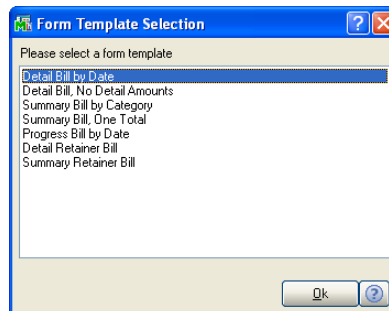 Form Template Selection
Please select a form template
Detail Bill by Date
Detail Bill, No Detail Amounts
Summary Bill by Category
Summary Bill, One Total
Progress Bill by Date
Detail Retainer Bill
Summary Retainer Bill
Ok